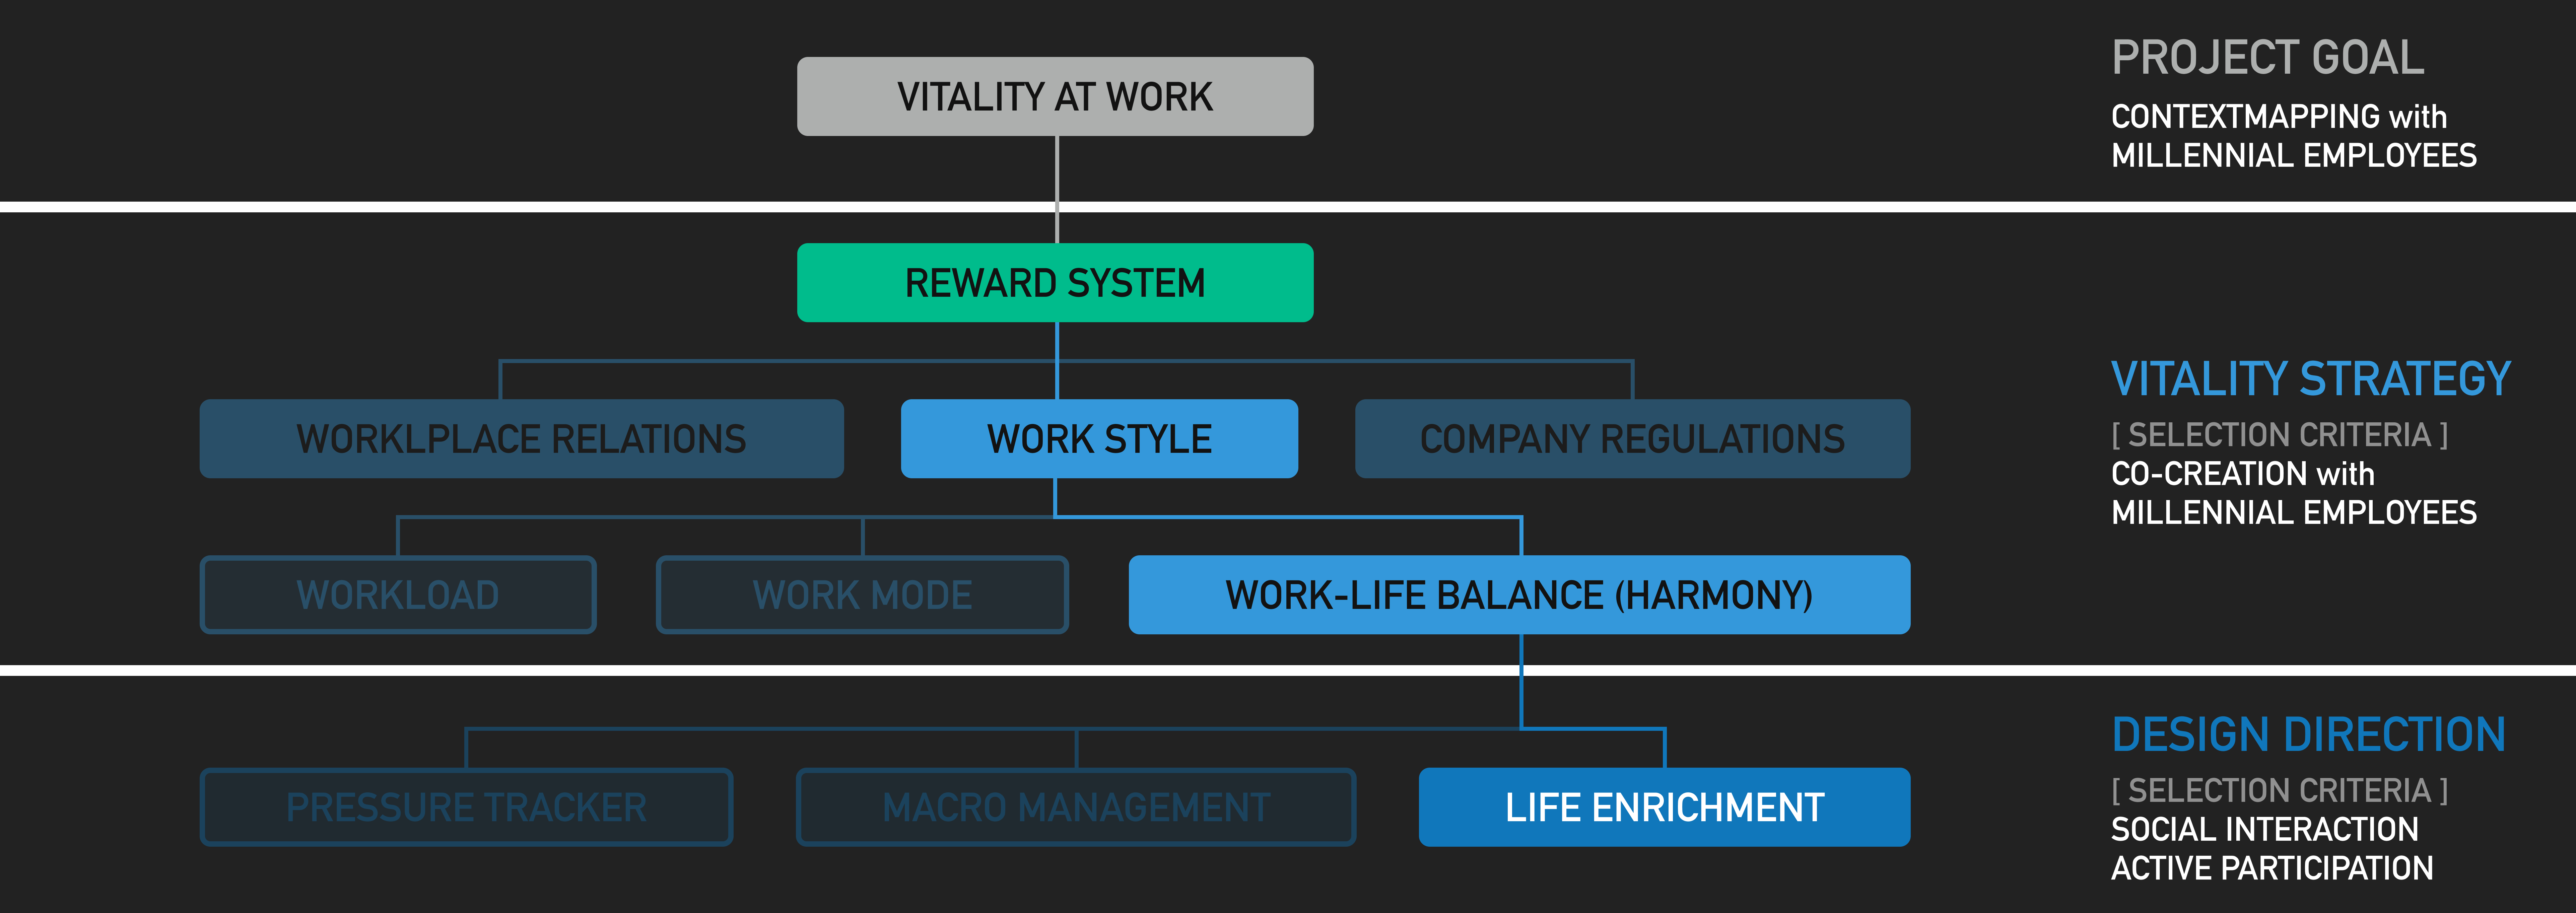 PROJECT GOAL
VITALITY AT WORK
CONTEXTMAPPING with
MILLENNIAL EMPLOYEES
REWARD SYSTEM
VITALITY STRATEGY
[ SELECTION CRITERIA ]
CO-CREATION with
MILLENNIAL EMPLOYEES
WORKLPLACE RELATIONS
WORK STYLE
COMPANY REGULATIONS
WORKLOAD
WORK MODE
WORK-LIFE BALANCE (HARMONY)
DESIGN DIRECTION
[ SELECTION CRITERIA ]
SOCIAL INTERACTION
ACTIVE PARTICIPATION
PRESSURE TRACKER
MACRO MANAGEMENT
LIFE ENRICHMENT